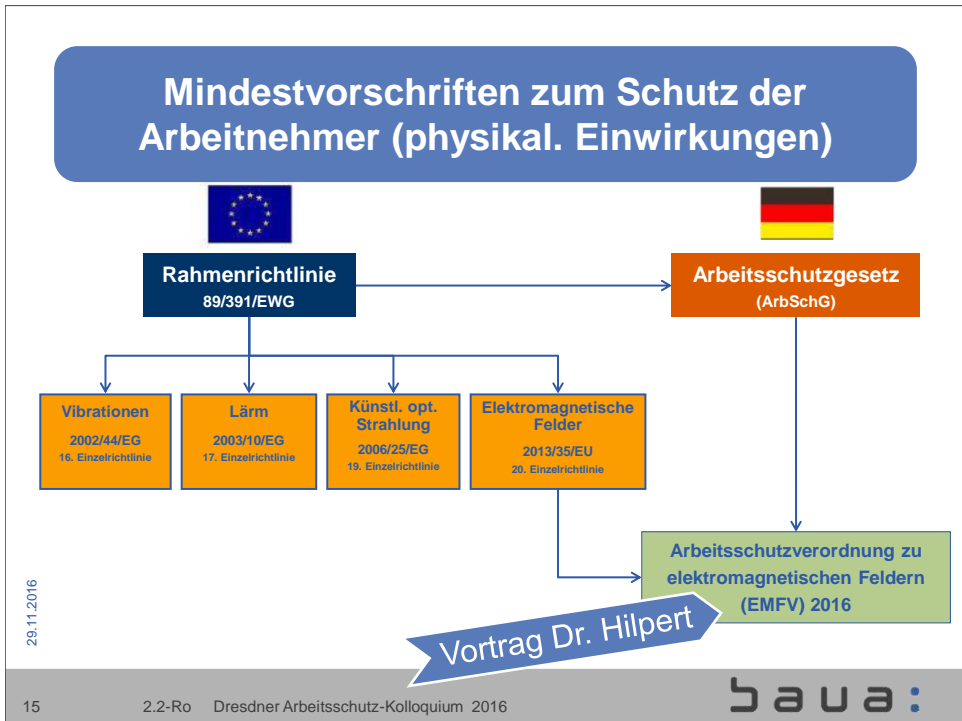 Mindestvorschriften zum Schutz der
Arbeitnehmer (physikal. Einwirkungen)
Rahmenrichtlinie
89/391/EWG
Arbeitsschutzgesetz
(ArbSchG)
Vibrationen
2002/44/EG
16. Einzelrichtlinie
Lärm
2003/10/EG
17. Einzelrichtlinie
Künstl. opt.
Strahlung
2006/25/EG
19. Einzelrichtlinie
Elektromagnetische
Felder
2013/35/EU
20. Einzelrichtlinie
Arbeitsschutzverordnung zu
elektromagnetischen Feldern
(EMFV) 2016
Vortrag Dr. Hilpert
29.11.2016
15 2.2-Ro Dresdner Arbeitsschutz-Kolloquium 2016
baua: